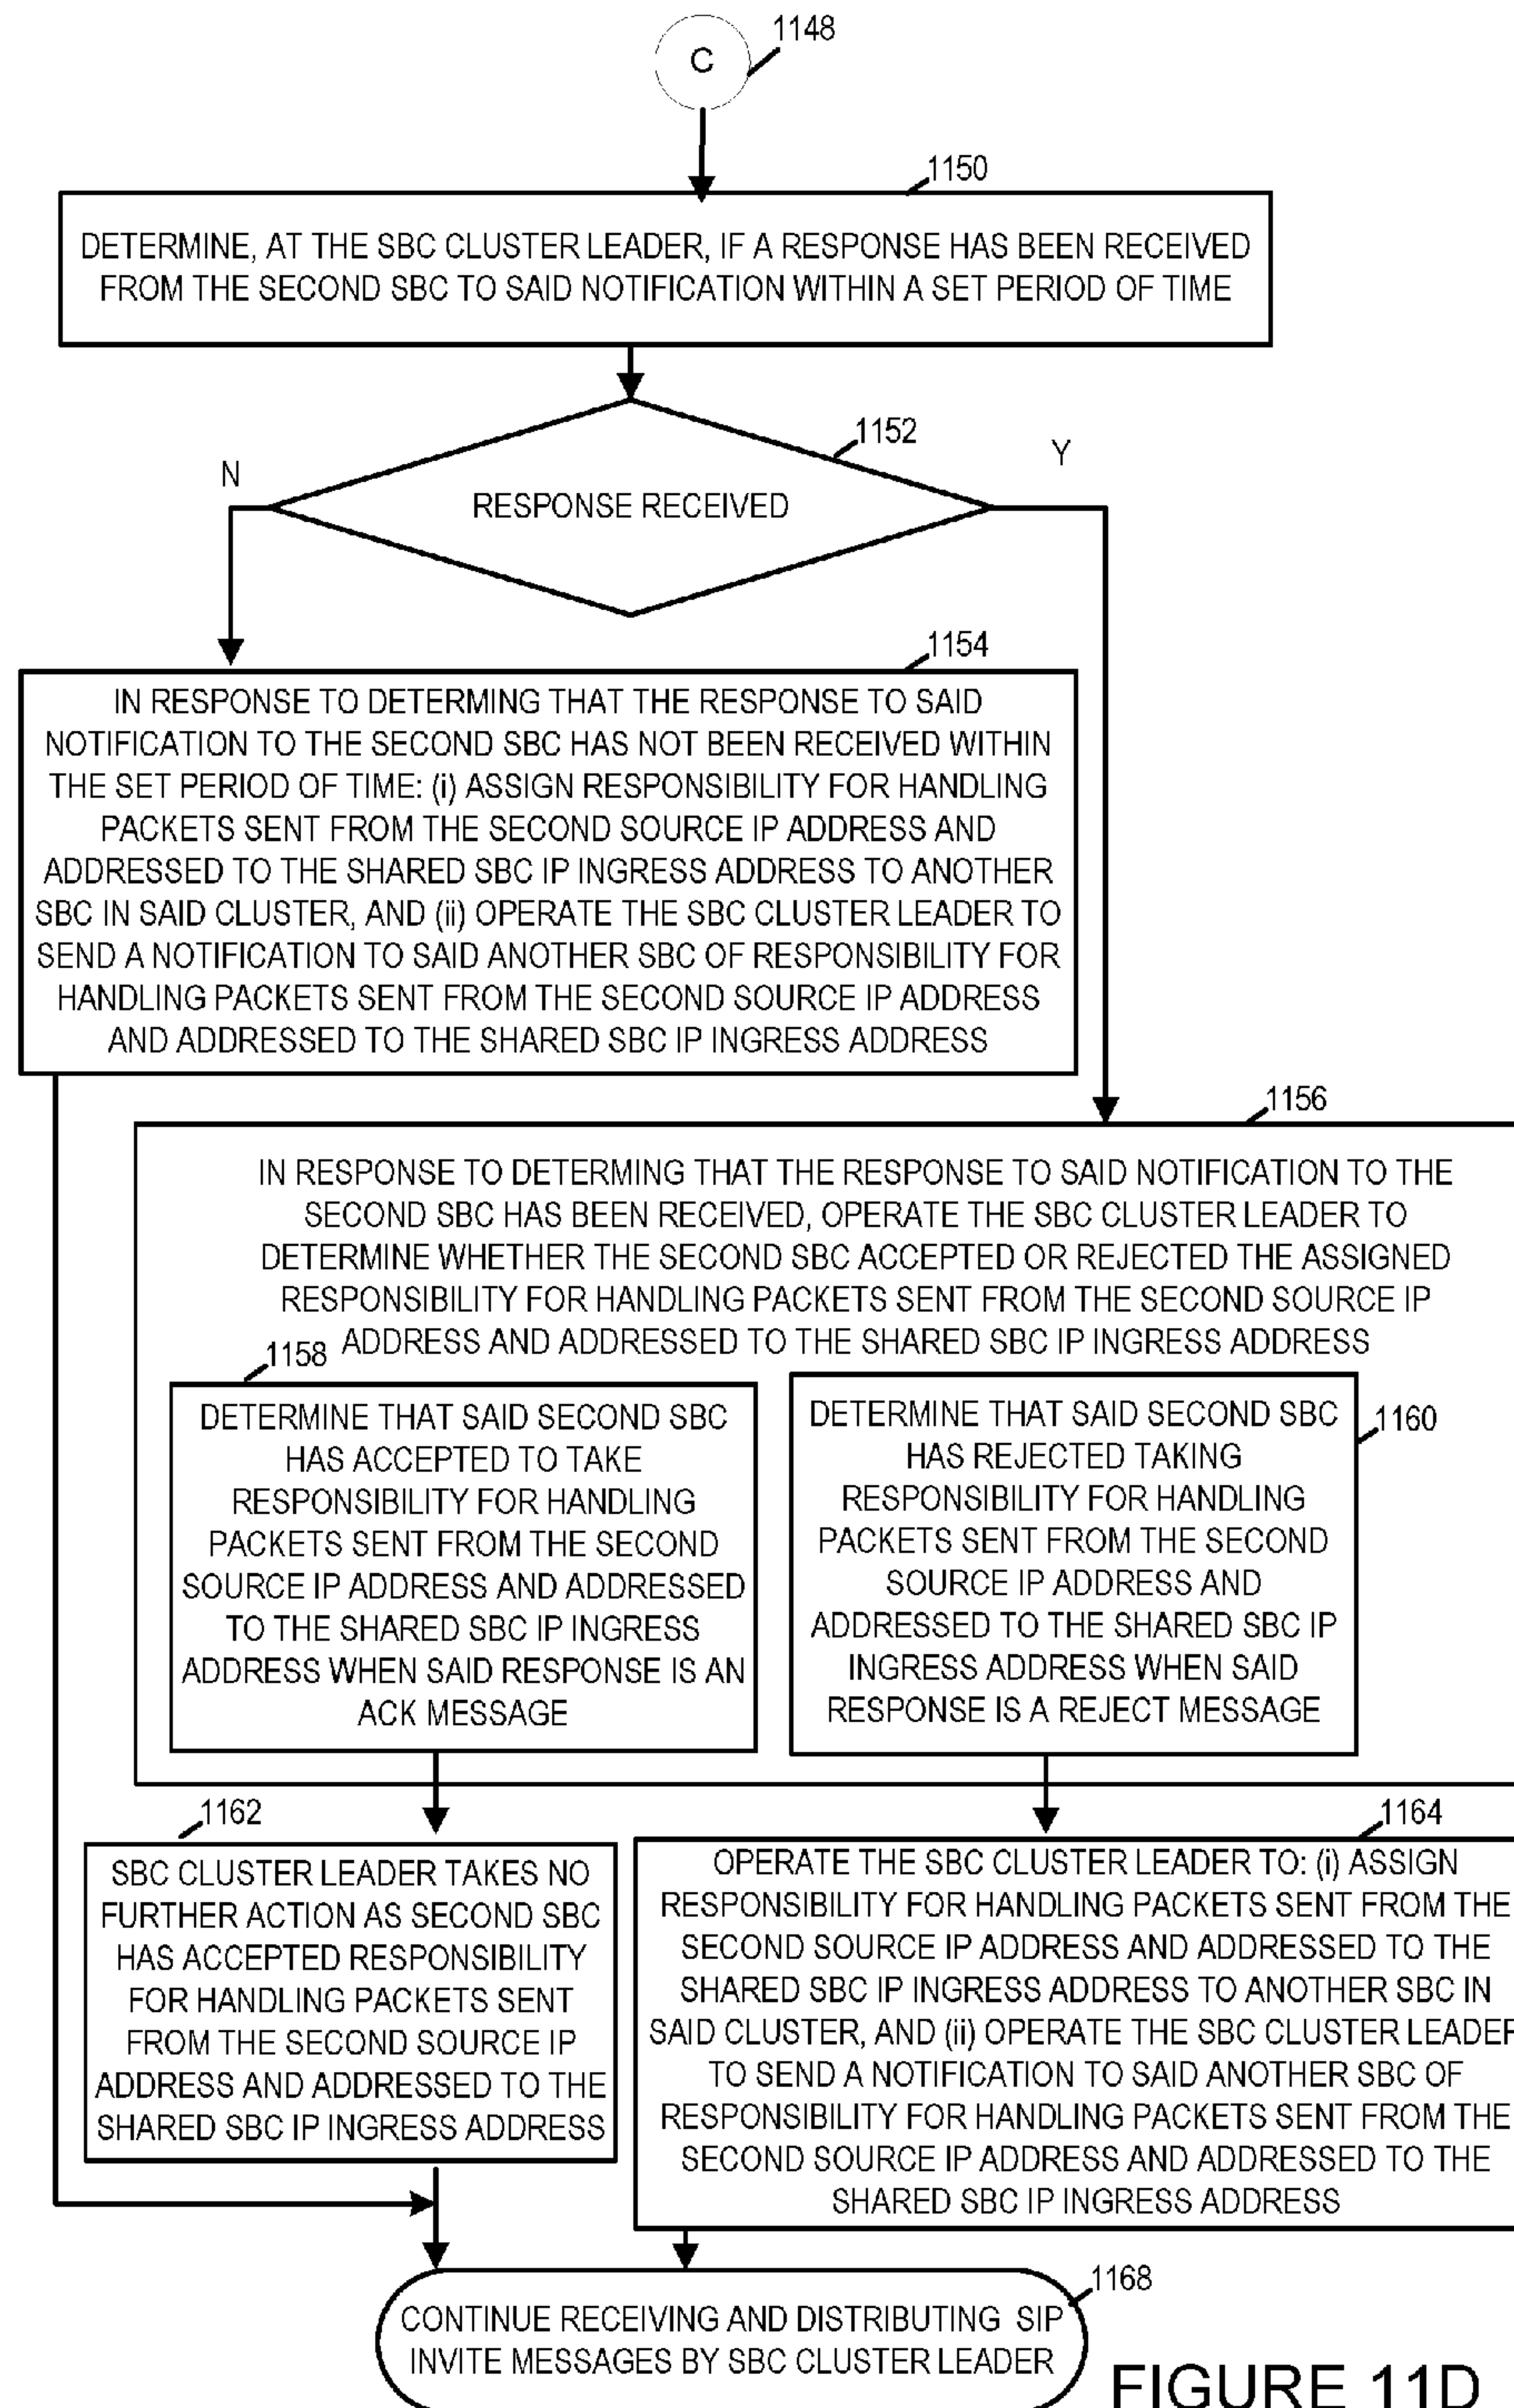 C
1148
1150
DETERMINE, AT THE SBC CLUSTER LEADER, IF A RESPONSE HAS BEEN RECEIVED
FROM THE SECOND SBC TO SAID NOTIFICATION WITHIN A SET PERIOD OF TIME
1152
N
Y
RESPONSE RECEIVED
1154
IN RESPONSE TO DETERMING THAT THE RESPONSE TO SAID
NOTIFICATION TO THE SECOND SBC HAS NOT BEEN RECEIVED WITHIN
THE SET PERIOD OF TIME: (i) ASSIGN RESPONSIBILITY FOR HANDLING
PACKETS SENT FROM THE SECOND SOURCE IP ADDRESS AND
ADDRESSED TO THE SHARED SBC IP INGRESS ADDRESS TO ANOTHER
SBC IN SAID CLUSTER, AND (ii) OPERATE THE SBC CLUSTER LEADER TO
SEND A NOTIFICATION TO SAID ANOTHER SBC OF RESPONSIBILITY FOR
HANDLING PACKETS SENT FROM THE SECOND SOURCE IP ADDRESS
AND ADDRESSED TO THE SHARED SBC IP INGRESS ADDRESS
1156
IN RESPONSE TO DETERMING THAT THE RESPONSE TO SAID NOTIFICATION TO THE
SECOND SBC HAS BEEN RECEIVED, OPERATE THE SBC CLUSTER LEADER TO
DETERMINE WHETHER THE SECOND SBC ACCEPTED OR REJECTED THE ASSIGNED
RESPONSIBILITY FOR HANDLING PACKETS SENT FROM THE SECOND SOURCE IP
ADDRESS AND ADDRESSED TO THE SHARED SBC IP INGRESS ADDRESS
1158
DETERMINE THAT SAID SECOND SBC
HAS ACCEPTED TO TAKE
RESPONSIBILITY FOR HANDLING
PACKETS SENT FROM THE SECOND
SOURCE IP ADDRESS AND ADDRESSED
TO THE SHARED SBC IP INGRESS
ADDRESS WHEN SAID RESPONSE IS AN
ACK MESSAGE
1160
DETERMINE THAT SAID SECOND SBC
HAS REJECTED TAKING
RESPONSIBILITY FOR HANDLING
PACKETS SENT FROM THE SECOND
SOURCE IP ADDRESS AND
ADDRESSED TO THE SHARED SBC IP
INGRESS ADDRESS WHEN SAID
RESPONSE IS A REJECT MESSAGE
1162
SBC CLUSTER LEADER TAKES NO
FURTHER ACTION AS SECOND SBC
HAS ACCEPTED RESPONSIBILITY
FOR HANDLING PACKETS SENT
FROM THE SECOND SOURCE IP
ADDRESS AND ADDRESSED TO THE
SHARED SBC IP INGRESS ADDRESS
1164
OPERATE THE SBC CLUSTER LEADER TO: (i) ASSIGN
RESPONSIBILITY FOR HANDLING PACKETS SENT FROM THE
SECOND SOURCE IP ADDRESS AND ADDRESSED TO THE
SHARED SBC IP INGRESS ADDRESS TO ANOTHER SBC IN
SAID CLUSTER, AND (ii) OPERATE THE SBC CLUSTER LEADER
TO SEND A NOTIFICATION TO SAID ANOTHER SBC OF
RESPONSIBILITY FOR HANDLING PACKETS SENT FROM THE
SECOND SOURCE IP ADDRESS AND ADDRESSED TO THE
SHARED SBC IP INGRESS ADDRESS
1168
CONTINUE RECEIVING AND DISTRIBUTING SIP
INVITE MESSAGES BY SBC CLUSTER LEADER
FIGURE 11D